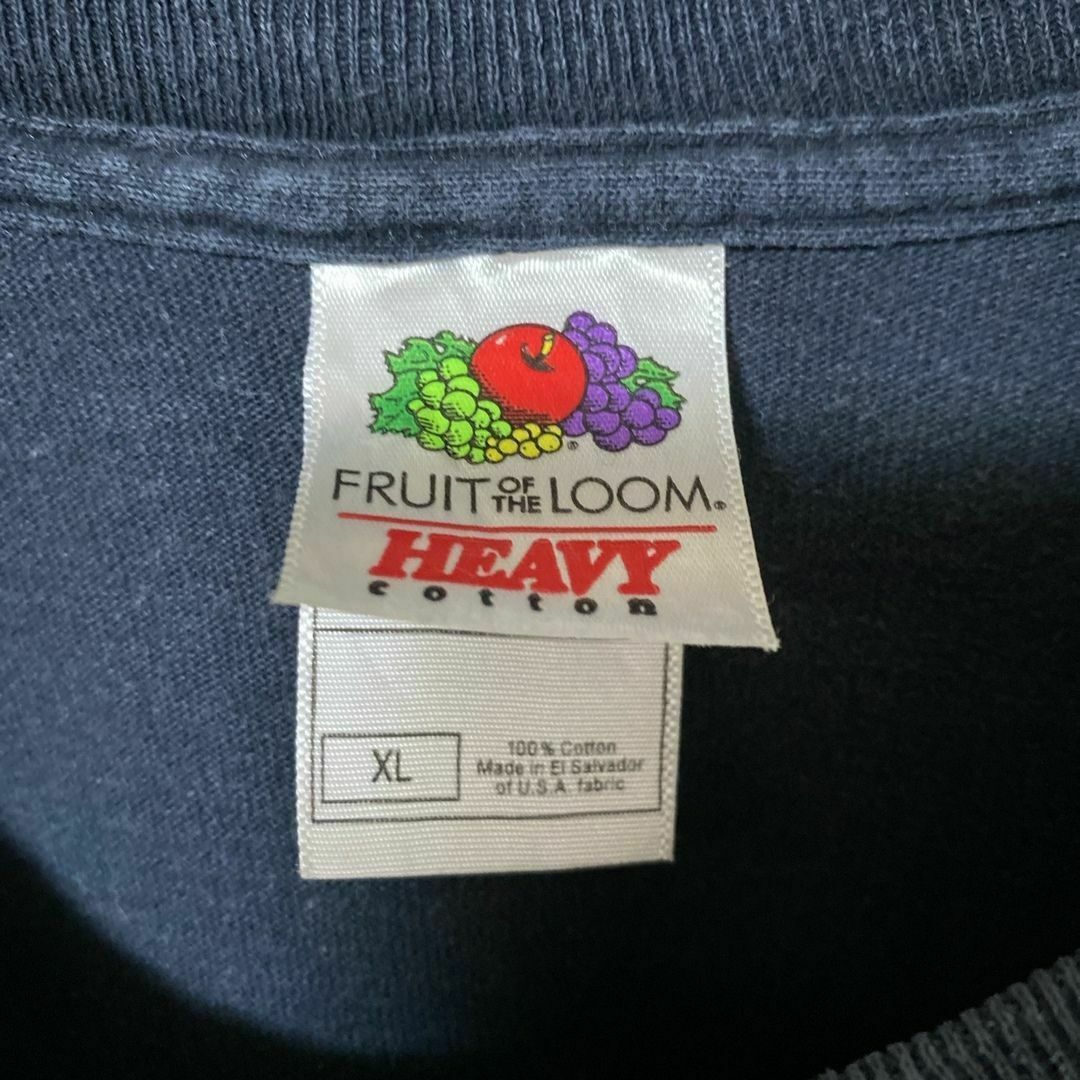 FRUIT OF THE LOOM®
HEAVY
cotton
XL
100% Cotton
Made in El Salvador
of U.S.A. fabric